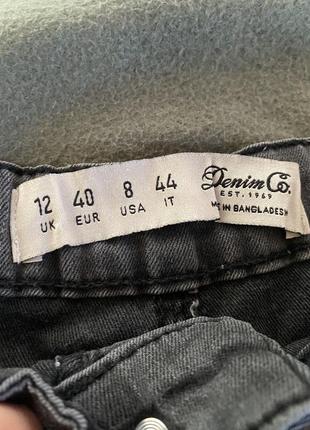 12 40 8 44
UK EUR USA IT
Denim Co.
EST. 1969
IN BANGLADESH